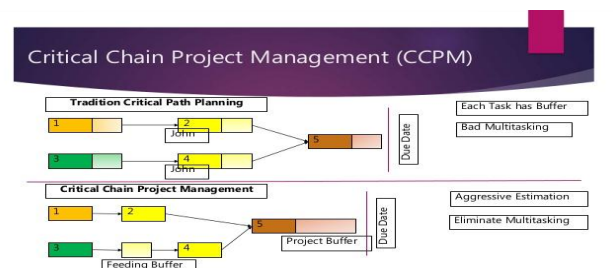 Critical Chain Project Management (CCPM)
Tradition Critical Path Planning
Each Task has Buffer
1
2
John
Bad Multitasking
5
Due Date
3
4
John
Critical Chain Project Management
Aggressive Estimation
1
2
Eliminate Multitasking
5
Project Buffer
Due Date
3
4
Feeding Buffer